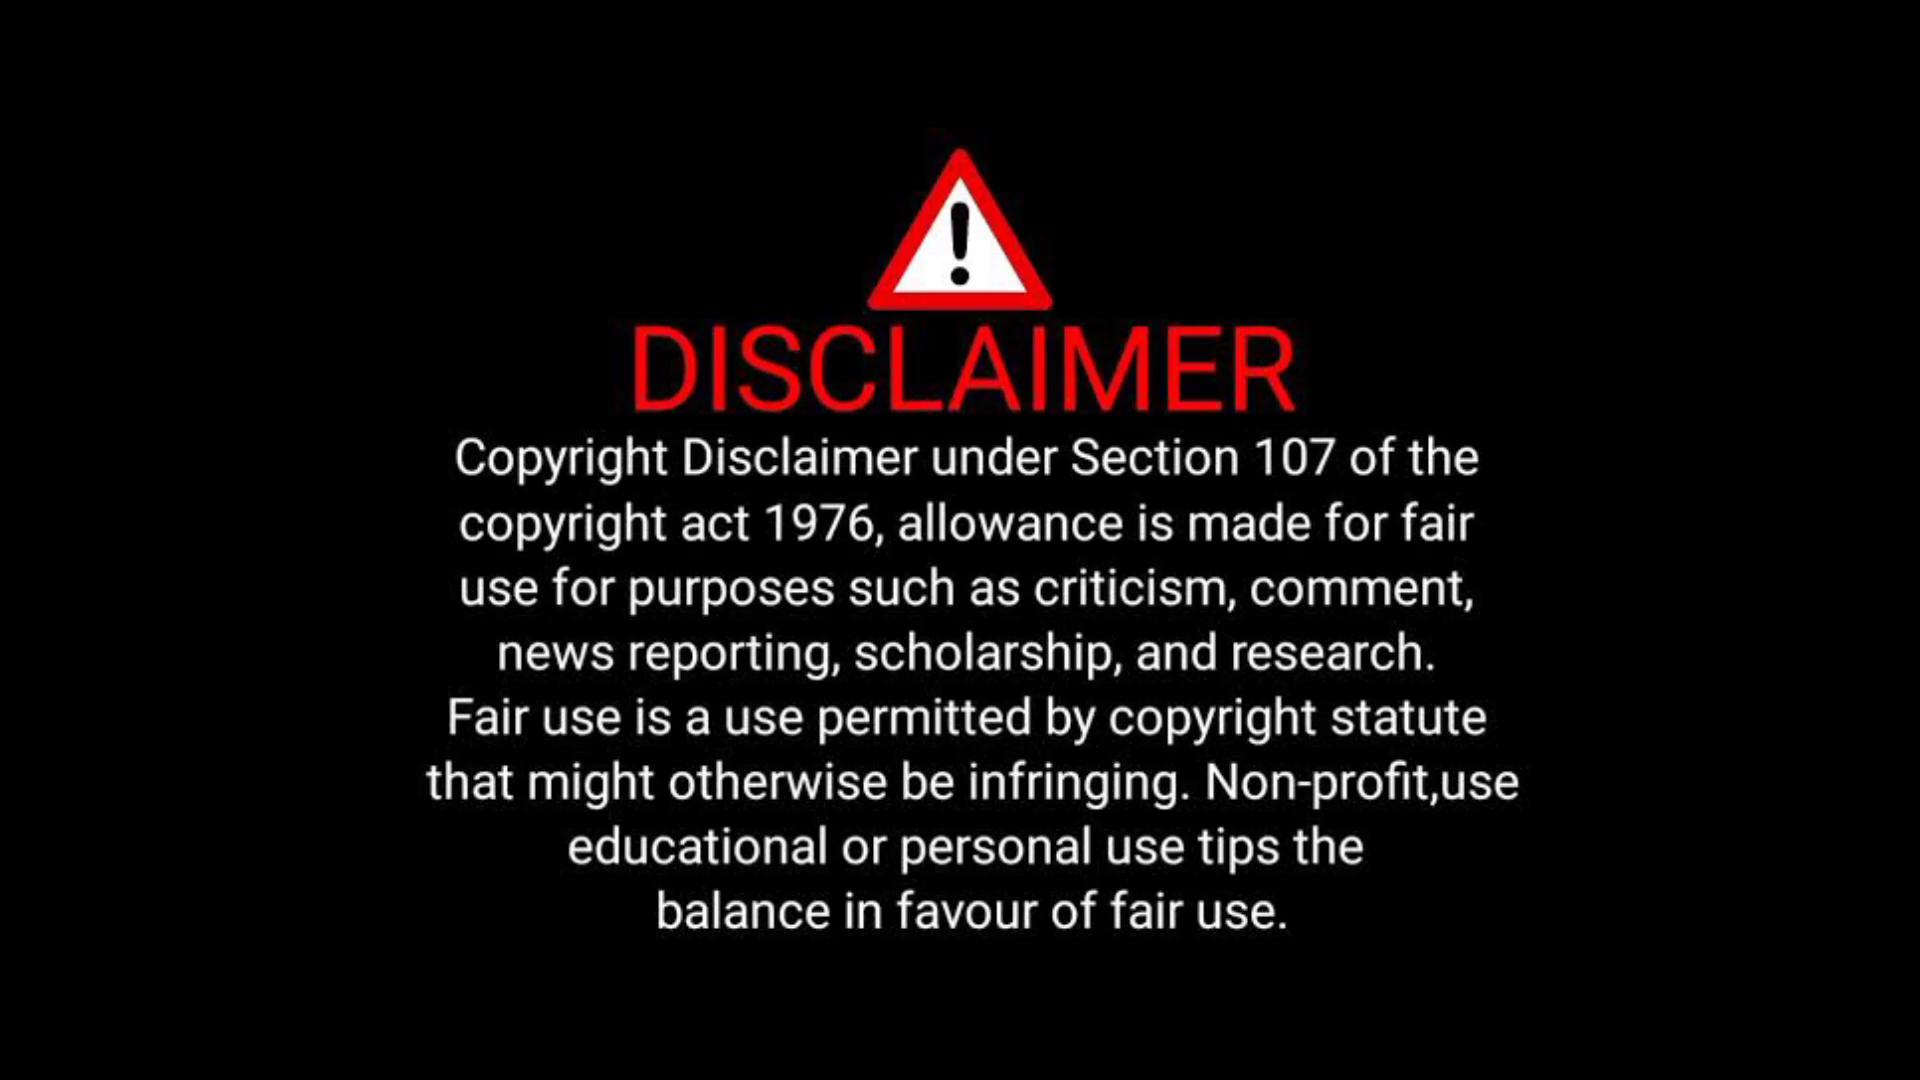 DISCLAIMER
Copyright Disclaimer under Section 107 of the
copyright act 1976, allowance is made for fair
use for purposes such as criticism, comment,
news reporting, scholarship, and research.
Fair use is a use permitted by copyright statute
that might otherwise be infringing. Non-profit,use
educational or personal use tips the
balance in favour of fair use.